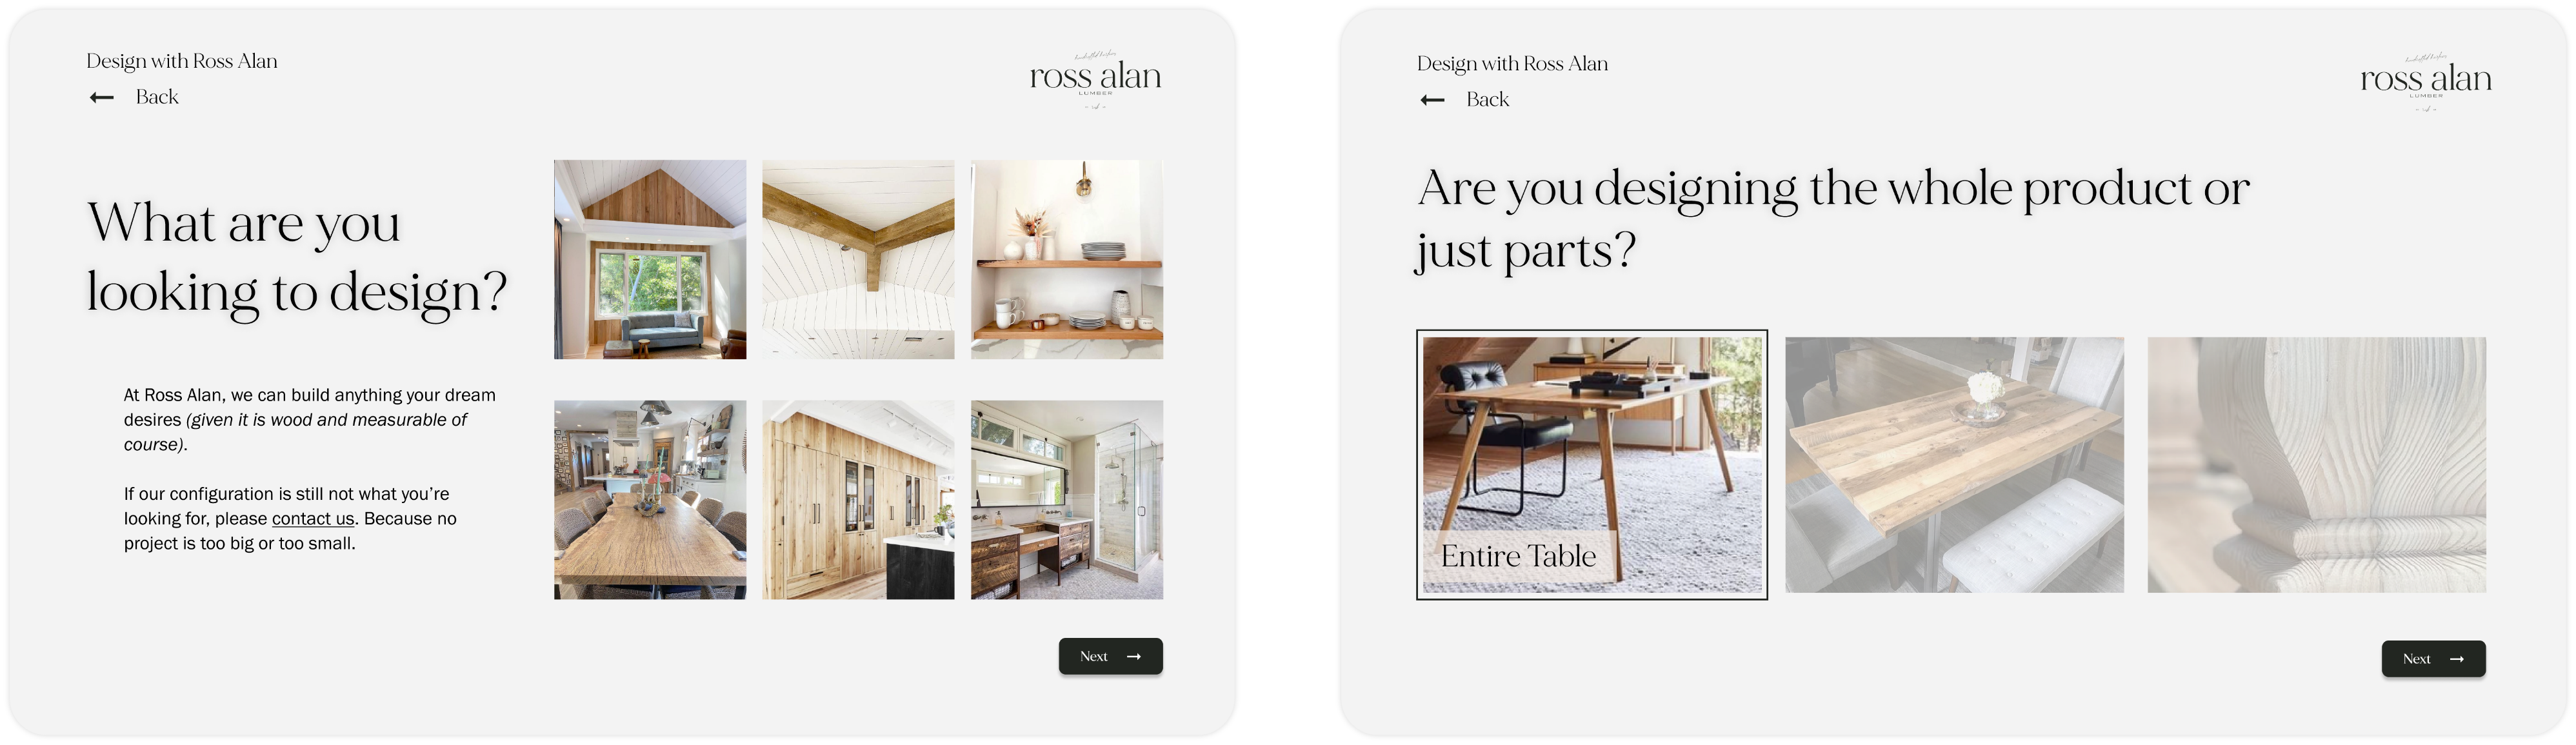 Design with Ross Alan
Back
ross alan
LUMBER
What are you
looking to design?
At Ross Alan, we can build anything your dream
desires (given it is wood and measurable of
course).
If our configuration is still not what you’re
looking for, please contact us. Because no
project is too big or too small.
Next
Design with Ross Alan
Back
ross alan
LUMBER
Are you designing the whole product or
just parts?
Entire Table
Next